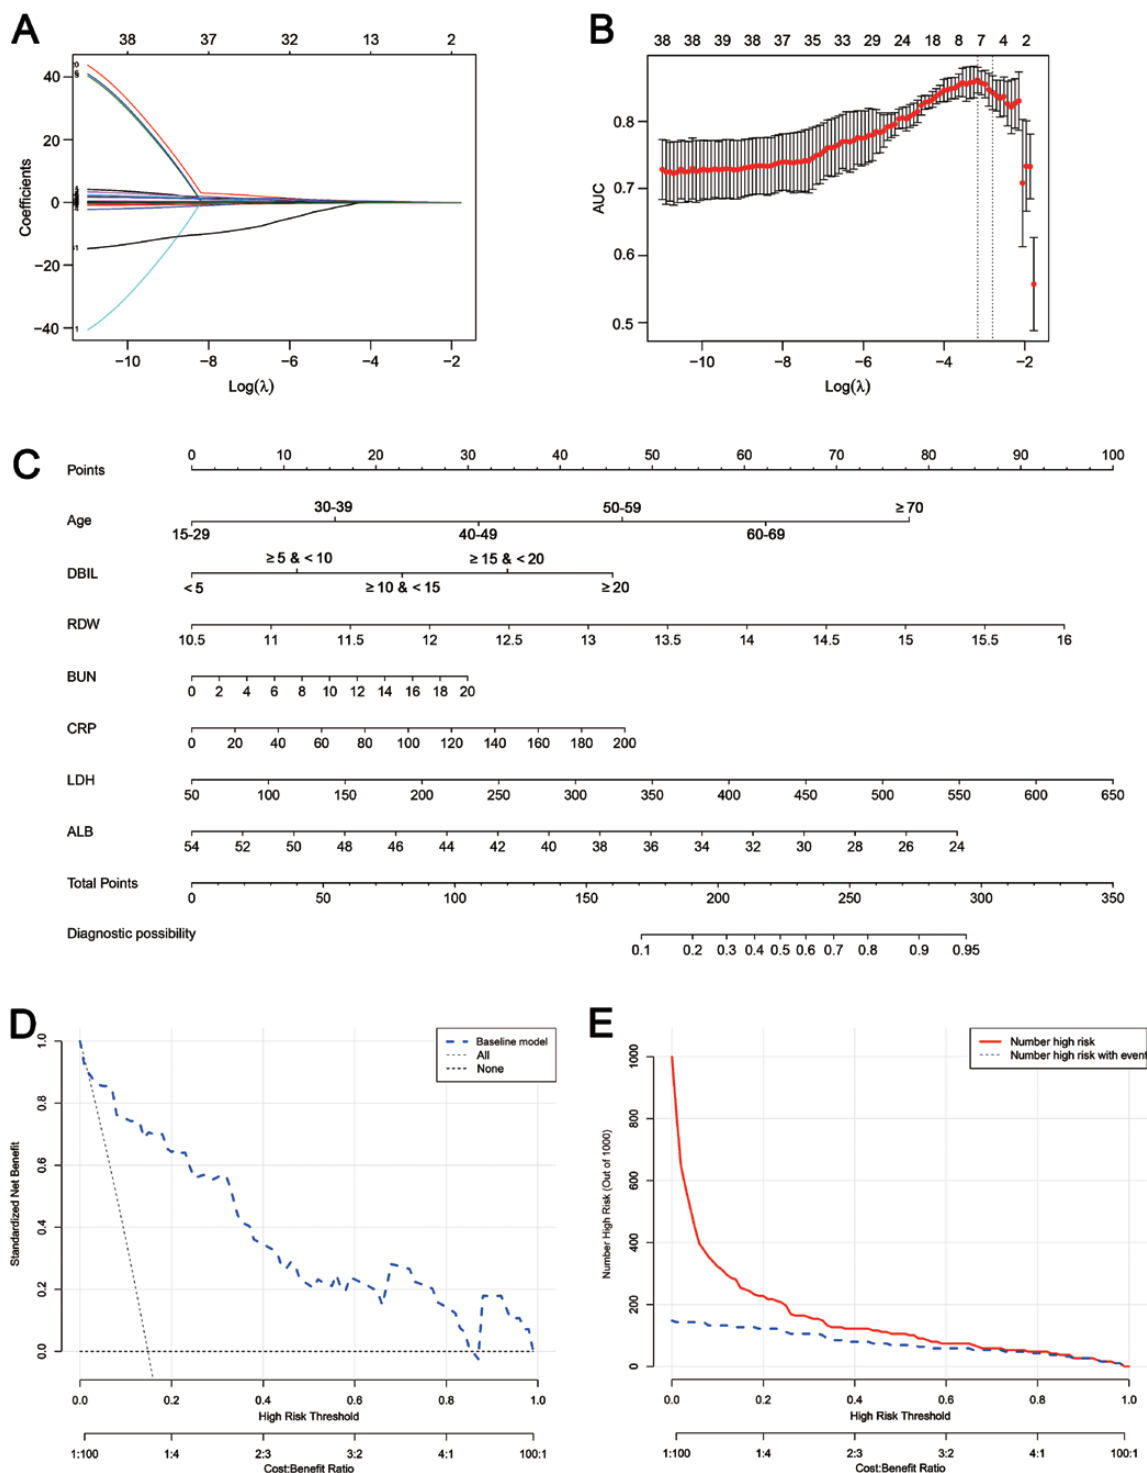 A
38 37 32 13 2
40
20
0
−20
−40
Coefficients
−10 −8 −6 −4 −2
Log(λ)
B
38 38 39 38 37 35 33 29 24 18 8 7 4 2
0.8
0.7
0.6
0.5
AUC
−10 −8 −6 −4 −2
Log(λ)
C
Points
0 10 20 30 40 50 60 70 80 90 100
Age
30-39 50-59 ≥ 70
15-29 40-49 60-69
DBIL
≥ 5 & < 10 ≥ 15 & < 20
< 5 ≥ 10 & < 15 ≥ 20
RDW
10.5 11 11.5 12 12.5 13 13.5 14 14.5 15 15.5 16
BUN
0 2 4 6 8 10 12 14 16 18 20
CRP
0 20 40 60 80 100 120 140 160 180 200
LDH
50 100 150 200 250 300 350 400 450 500 550 600 650
ALB
54 52 50 48 46 44 42 40 38 36 34 32 30 28 26 24
Total Points
0 50 100 150 200 250 300 350
Diagnostic possibility
0.1 0.2 0.3 0.4 0.5 0.6 0.7 0.8 0.9 0.95
D
Baseline model
All
None
1.0
0.8
0.6
0.4
0.2
0.0
Standardized Net Benefit
0.0 0.2 0.4 0.6 0.8 1.0
High Risk Threshold
1:100 1:4 2:3 3:2 4:1 100:1
Cost:Benefit Ratio
E
Number high risk
Number high risk with event
1000
800
600
400
200
0
Number High Risk (Out of 1000)
0.0 0.2 0.4 0.6 0.8 1.0
High Risk Threshold
1:100 1:4 2:3 3:2 4:1 100:1
Cost:Benefit Ratio